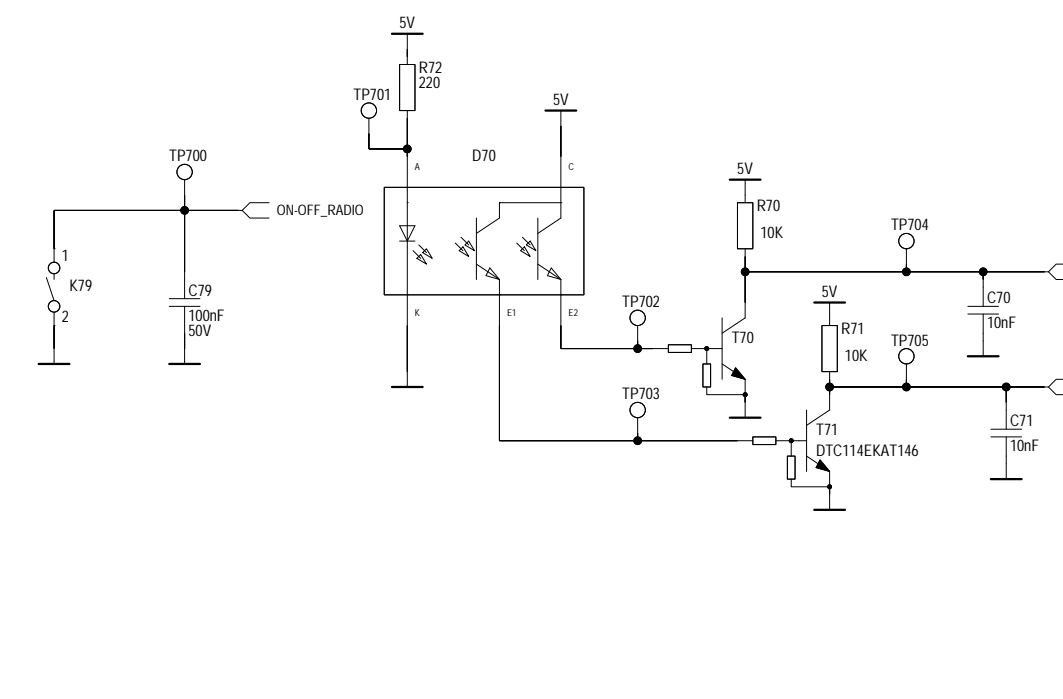 5V
R72
220
TP701
5V
D70
TP700
A
C
5V
ON-OFF_RADIO
R70
10K
TP704
1
K79
2
C79
100nF
50V
K
E1
E2
TP702
T70
5V
C70
10nF
R71
10K
TP705
TP703
T71
DTC114EKAT146
C71
10nF